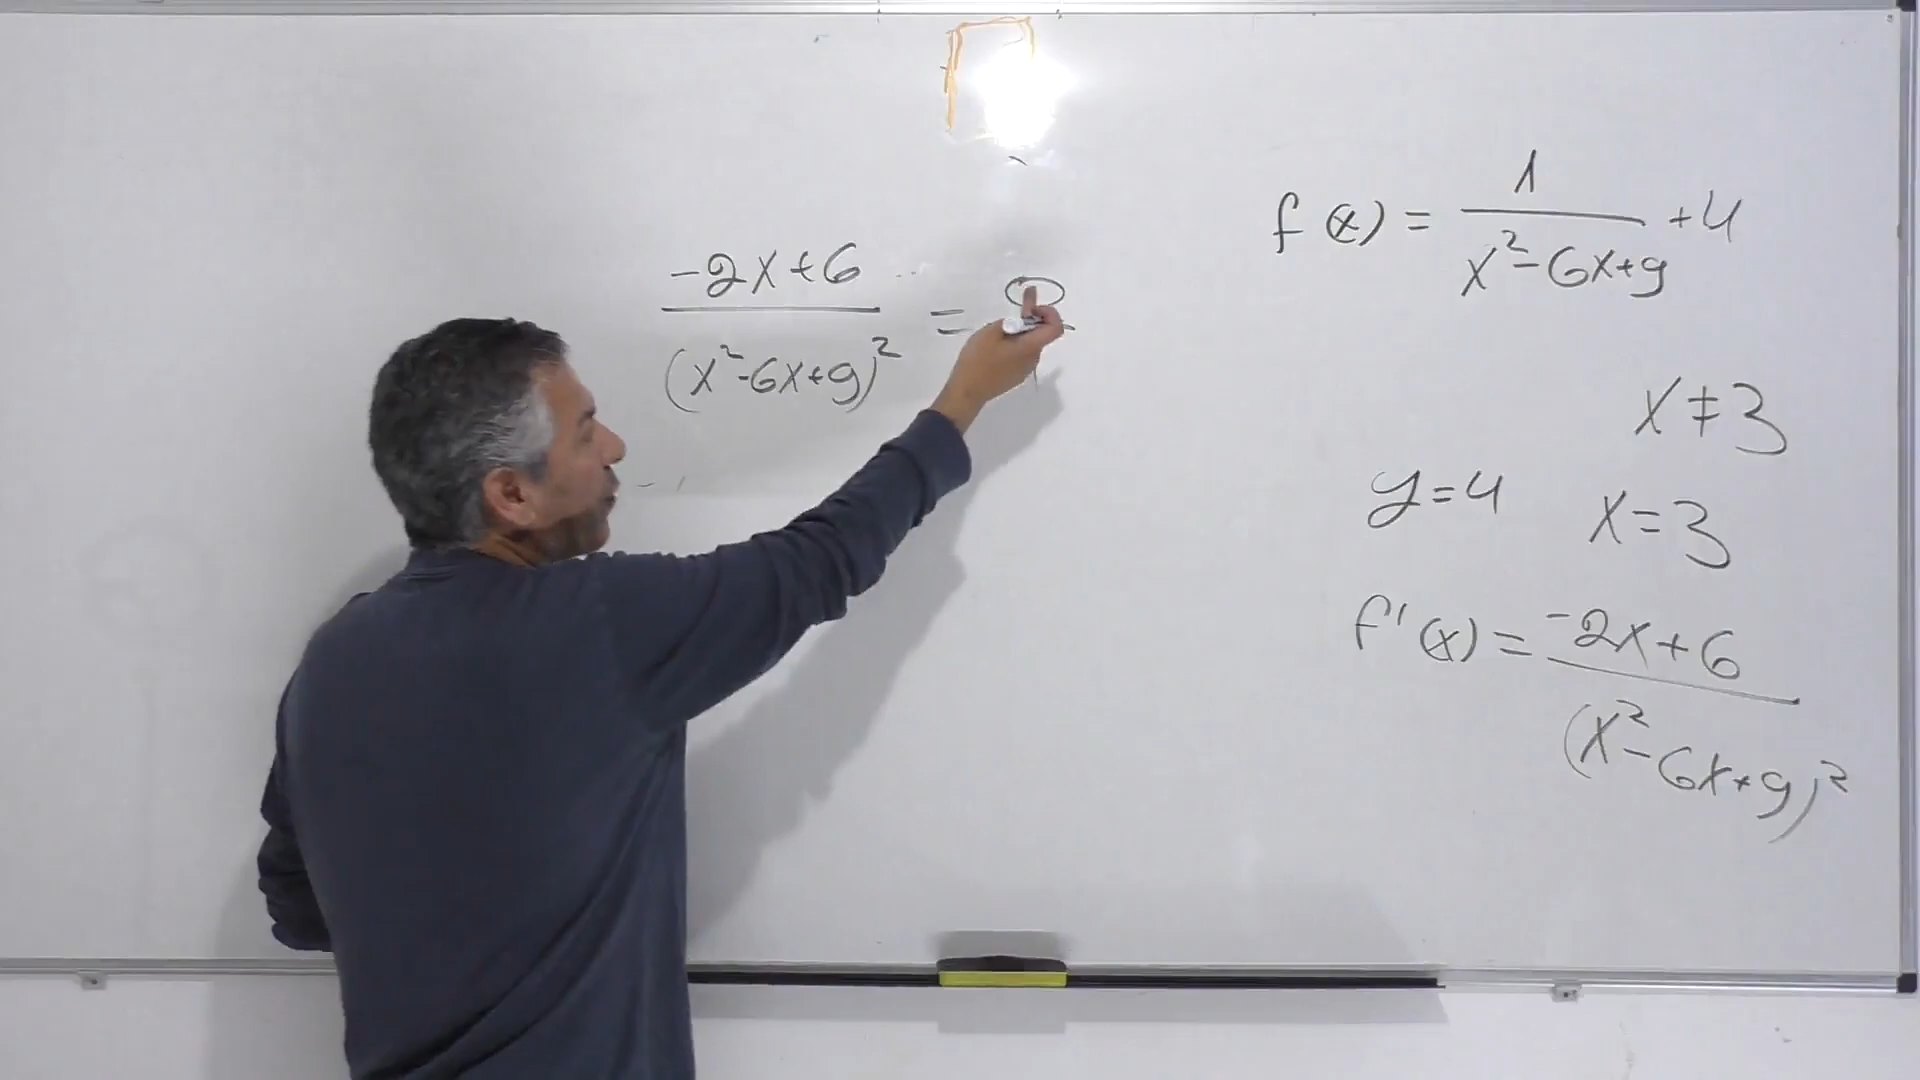 -2x+6
(x²-6x+9)² =
f(x) = 1 / x²-6x+9 +4
x≠3
y=4 x=3
f'(x) = -2x+6 / (x²-6x+9)²